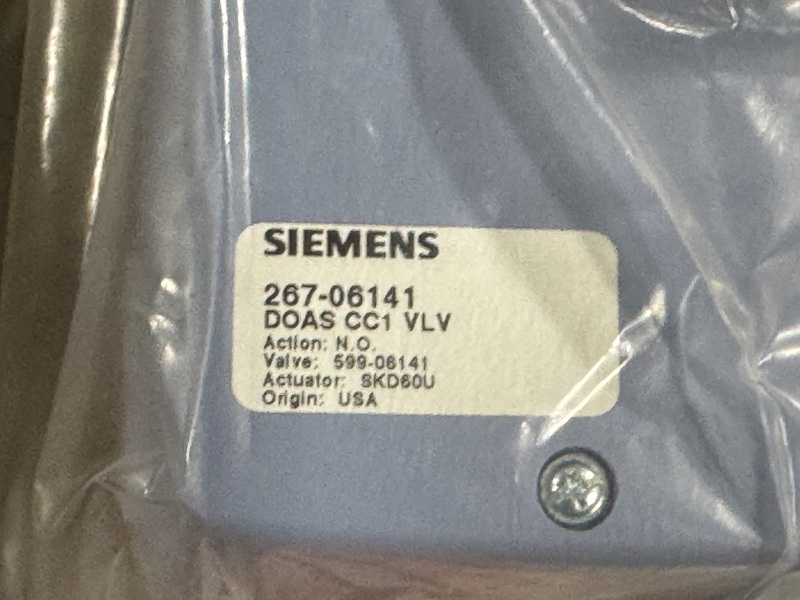 SIEMENS
267-06141
DOAS CC1 VLV
Action: N.O.
Valve: 599-06141
Actuator: SKD60U
Origin: USA